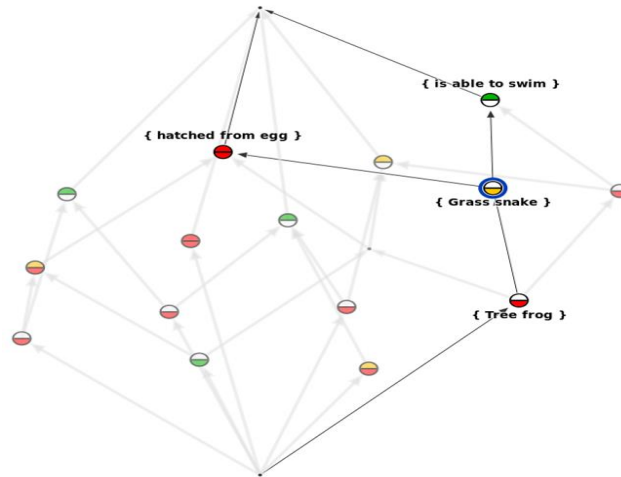 { is able to swim }
{ hatched from egg }
{ Grass snake }
{ Tree frog }